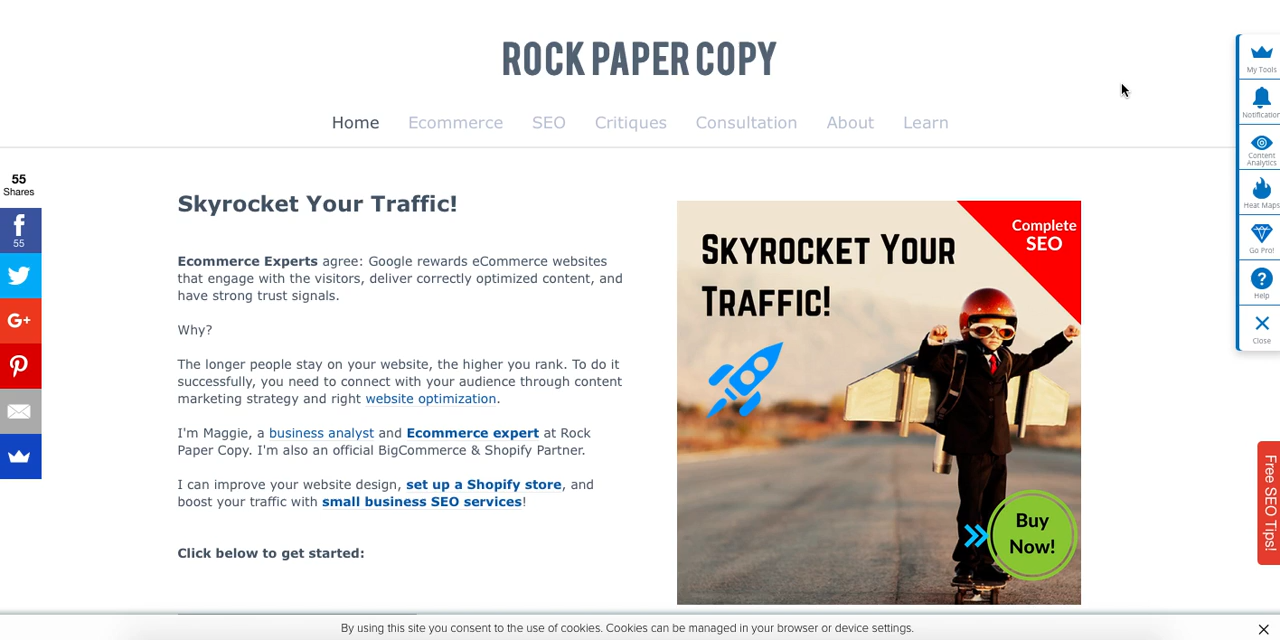 ROCK PAPER COPY
Home Ecommerce SEO Critiques Consultation About Learn
55
Shares
f
55
G+
Skyrocket Your Traffic!
Ecommerce Experts agree: Google rewards eCommerce websites
that engage with the visitors, deliver correctly optimized content, and
have strong trust signals.
Why?
The longer people stay on your website, the higher you rank. To do it
successfully, you need to connect with your audience through content
marketing strategy and right website optimization.
I'm Maggie, a business analyst and Ecommerce expert at Rock
Paper Copy. I'm also an official BigCommerce & Shopify Partner.
I can improve your website design, set up a Shopify store, and
boost your traffic with small business SEO services!
Click below to get started:
SKYROCKET YOUR
TRAFFIC!
Complete
SEO
Buy
Now!
My Tools
Notification
Content
Analytics
Heat Maps
Go Pro!
?
Help
Close
Free SEO Tips!
By using this site you consent to the use of cookies. Cookies can be managed in your browser or device settings.